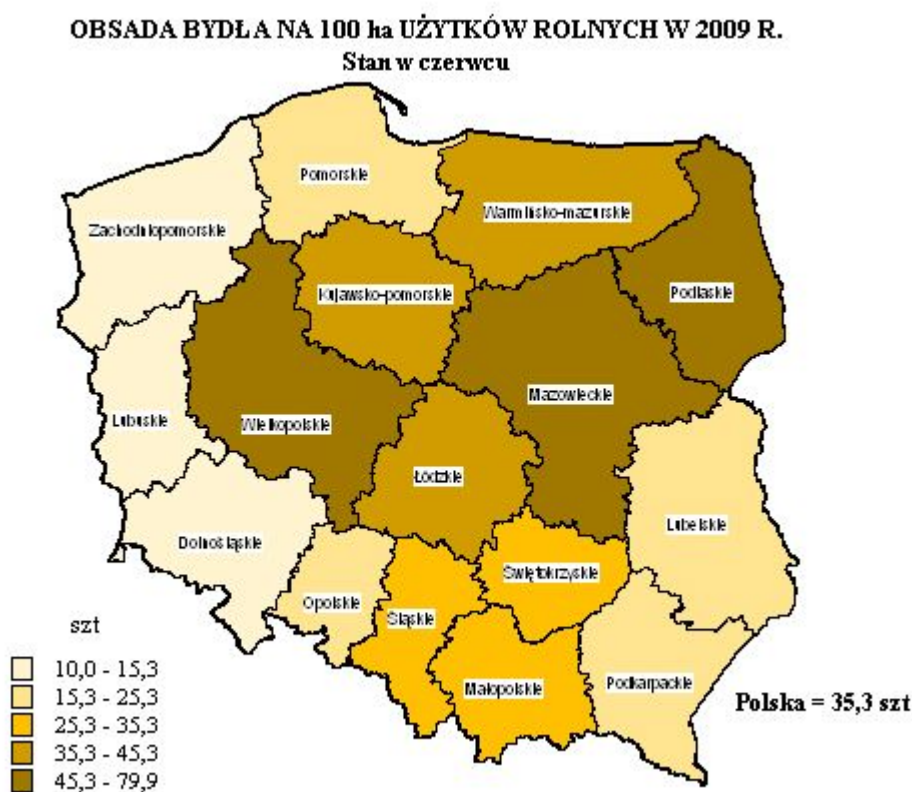 OBSADA BYDŁA NA 100 ha UŻYTKÓW ROLNYCH W 2009 R.
Stan w czerwcu
Pomorskie
Warmińsko-mazurskie
Zachodniopomorskie
Podlaskie
Kujawsko-pomorskie
Mazowieckie
Lubuskie
Wielkopolskie
Łódzkie
Lubelskie
Dolnośląskie
Świętokrzyskie
Opolskie
Śląskie
Podkarpackie
Małopolskie
Polska = 35,3 szt
szt
10,0 - 15,3
15,3 - 25,3
25,3 - 35,3
35,3 - 45,3
45,3 - 79,9